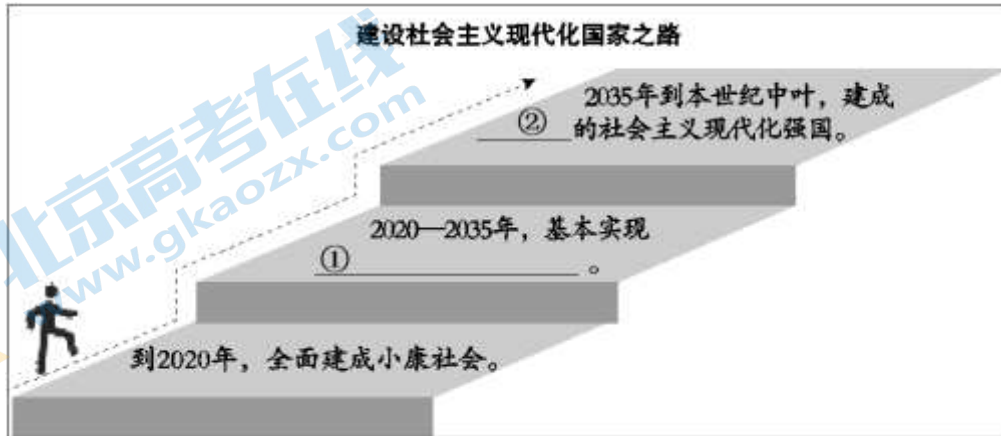 建设社会主义现代化国家之路
2035年到本世纪中叶，建成
②的社会主义现代化强国。
2020—2035年，基本实现
①。
到2020年，全面建成小康社会。
北京高考在线
www.gkaozx.com